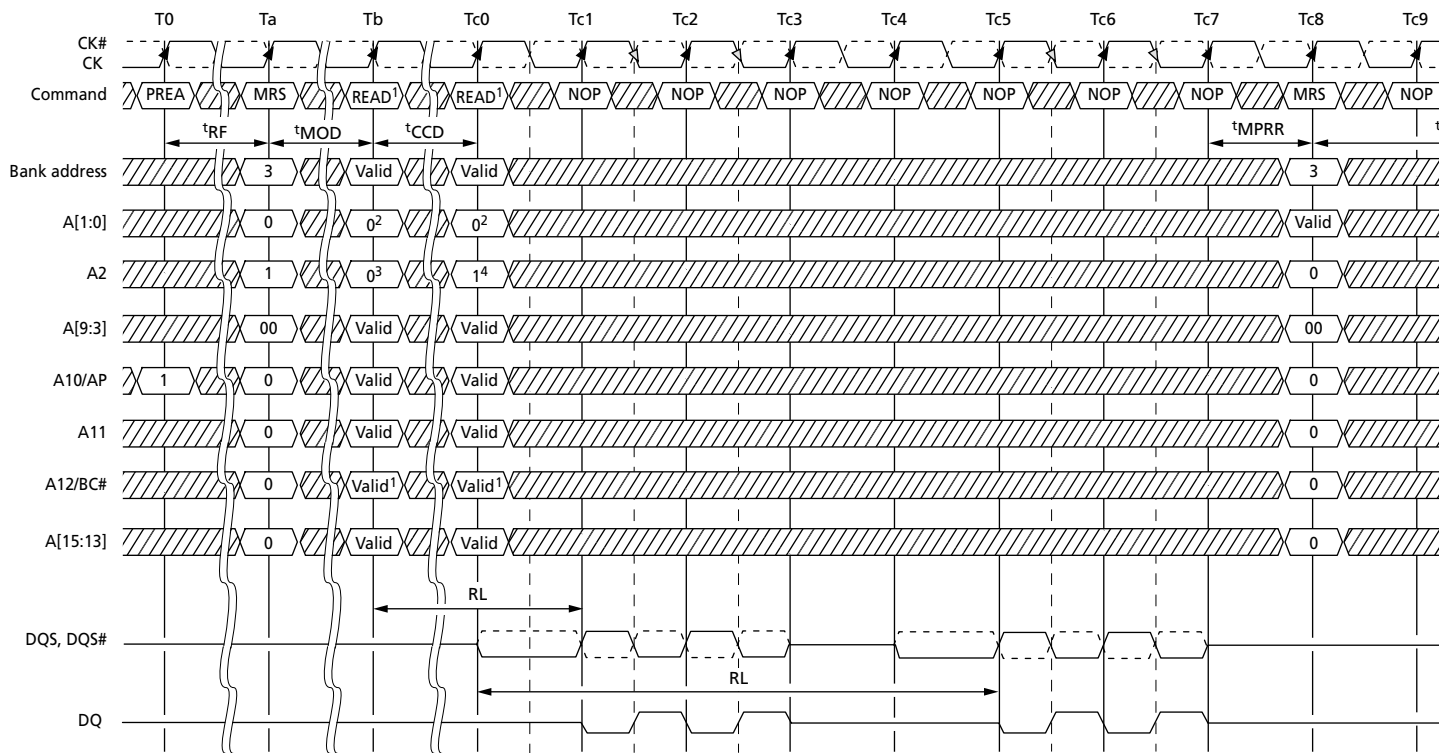 T0 Ta Tb Tc0 Tc1 Tc2 Tc3 Tc4 Tc5 Tc6 Tc7 Tc8 Tc9
CK#
CK
Command PREA MRS READ¹ READ¹ NOP NOP NOP NOP NOP NOP NOP MRS NOP
ᵗRF ᵗMOD ᵗCCD ᵗMPRR ᵗ
Bank address 3 Valid Valid 3
A[1:0] 0 0² 0² Valid
A2 1 0³ 1⁴ 0
A[9:3] 00 Valid Valid 00
A10/AP 1 0 Valid Valid 0
A11 0 Valid Valid 0
A12/BC# 0 Valid¹ Valid¹ 0
A[15:13] 0 Valid Valid 0
RL
DQS, DQS#
RL
DQ